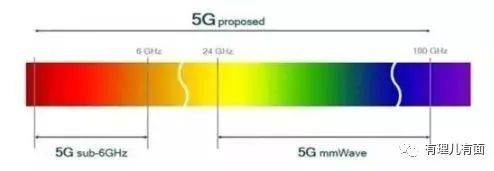 5G proposed
6 GHz
24 GHz
100 GHz
5G sub-6GHz
5G mmWave
有理儿有面